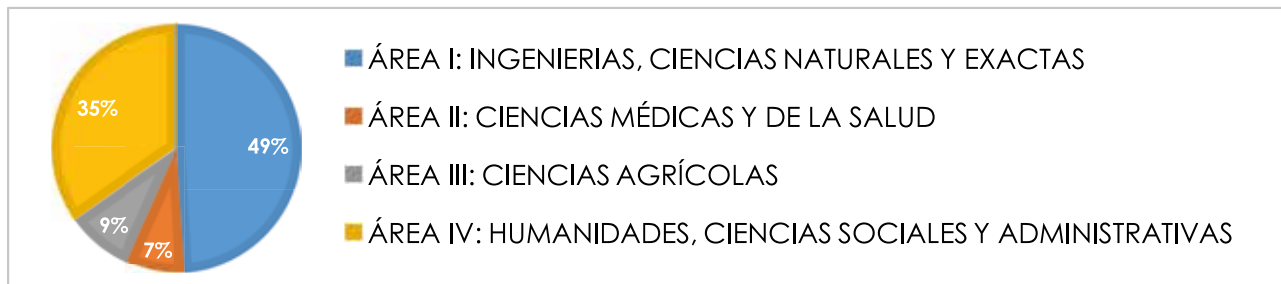 35%
49%
9%
7%
ÁREA I: INGENIERIAS, CIENCIAS NATURALES Y EXACTAS
ÁREA II: CIENCIAS MÉDICAS Y DE LA SALUD
ÁREA III: CIENCIAS AGRÍCOLAS
ÁREA IV: HUMANIDADES, CIENCIAS SOCIALES Y ADMINISTRATIVAS